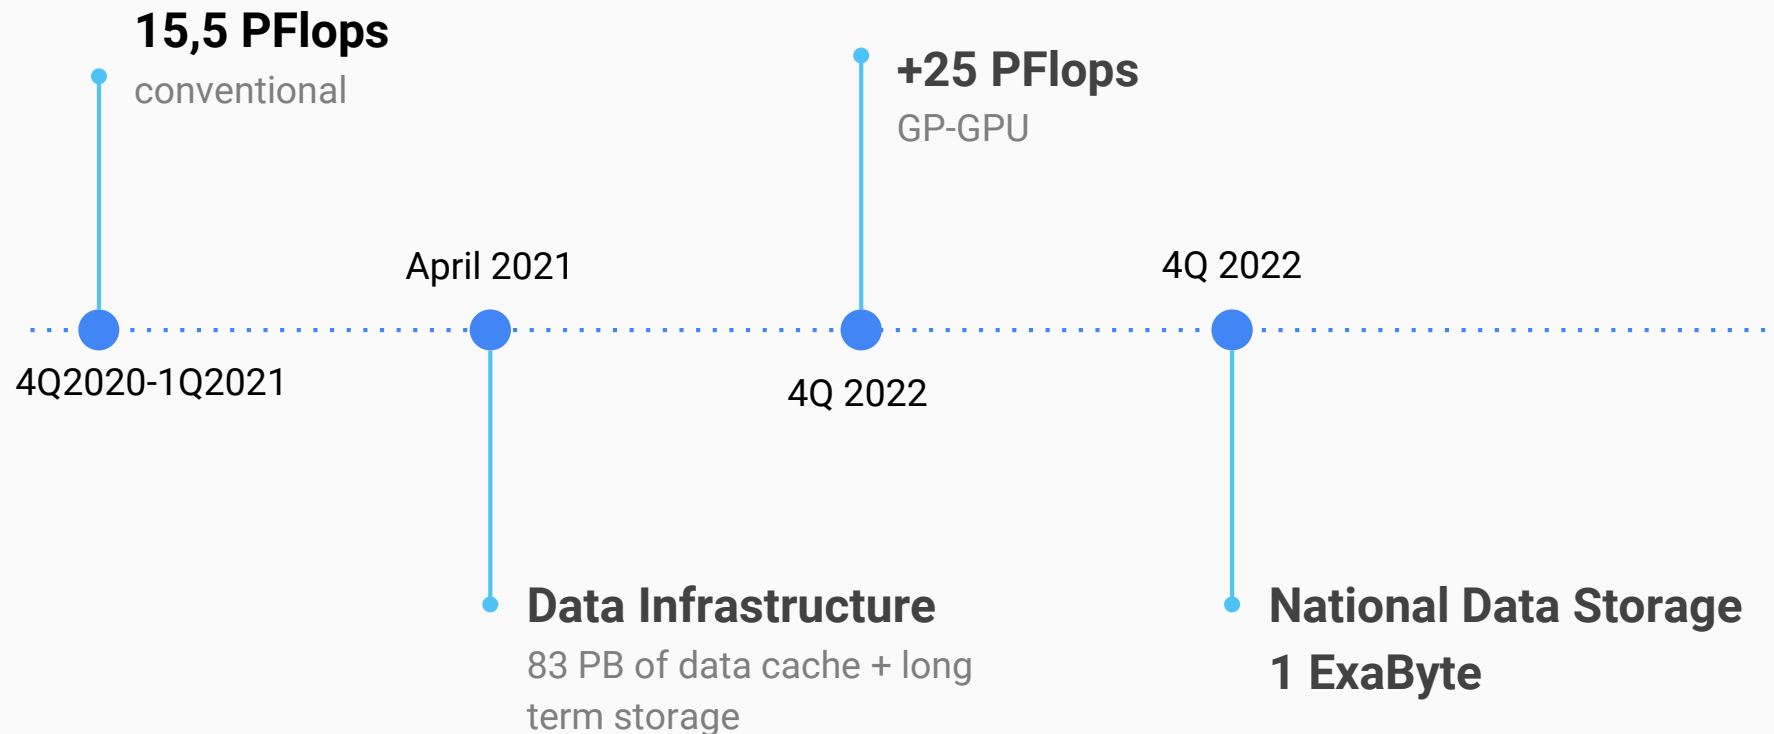 15,5 PFlops
conventional
4Q2020-1Q2021
April 2021
Data Infrastructure
83 PB of data cache + long
term storage
+25 PFlops
GP-GPU
4Q 2022
4Q 2022
National Data Storage
1 ExaByte